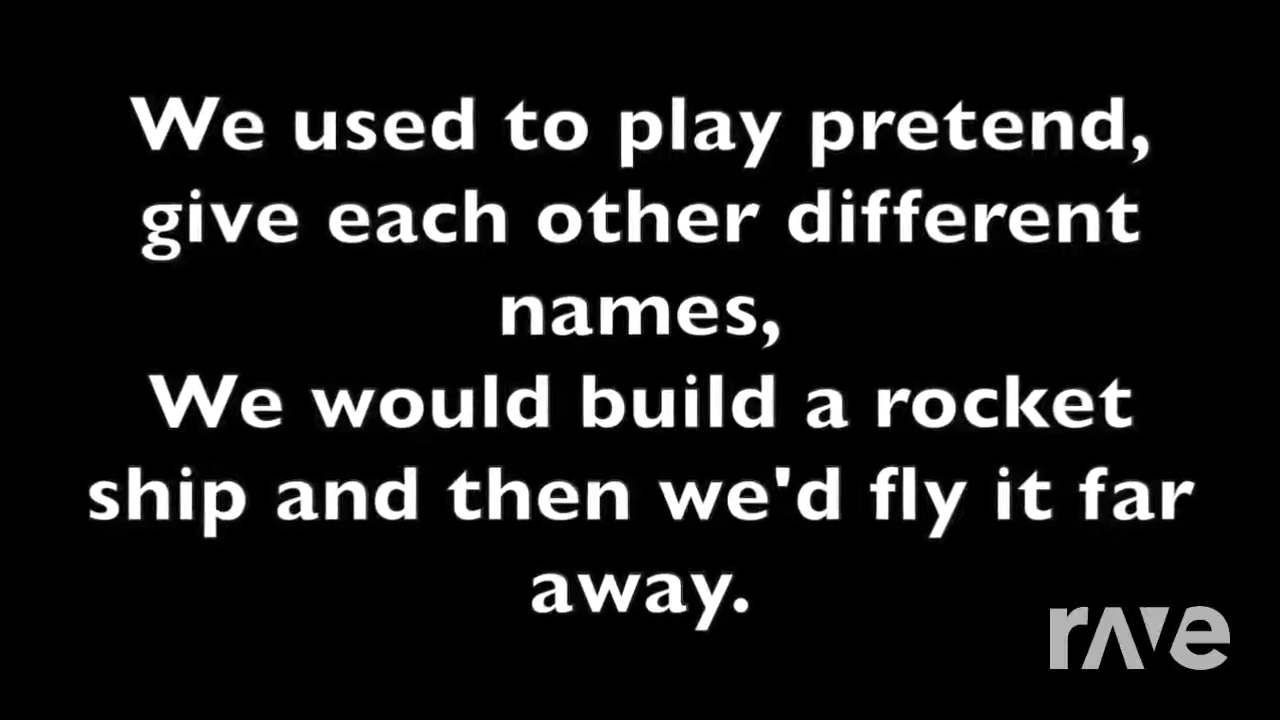 We used to play pretend,
give each other different
names,
We would build a rocket
ship and then we'd fly it far
away.
rave